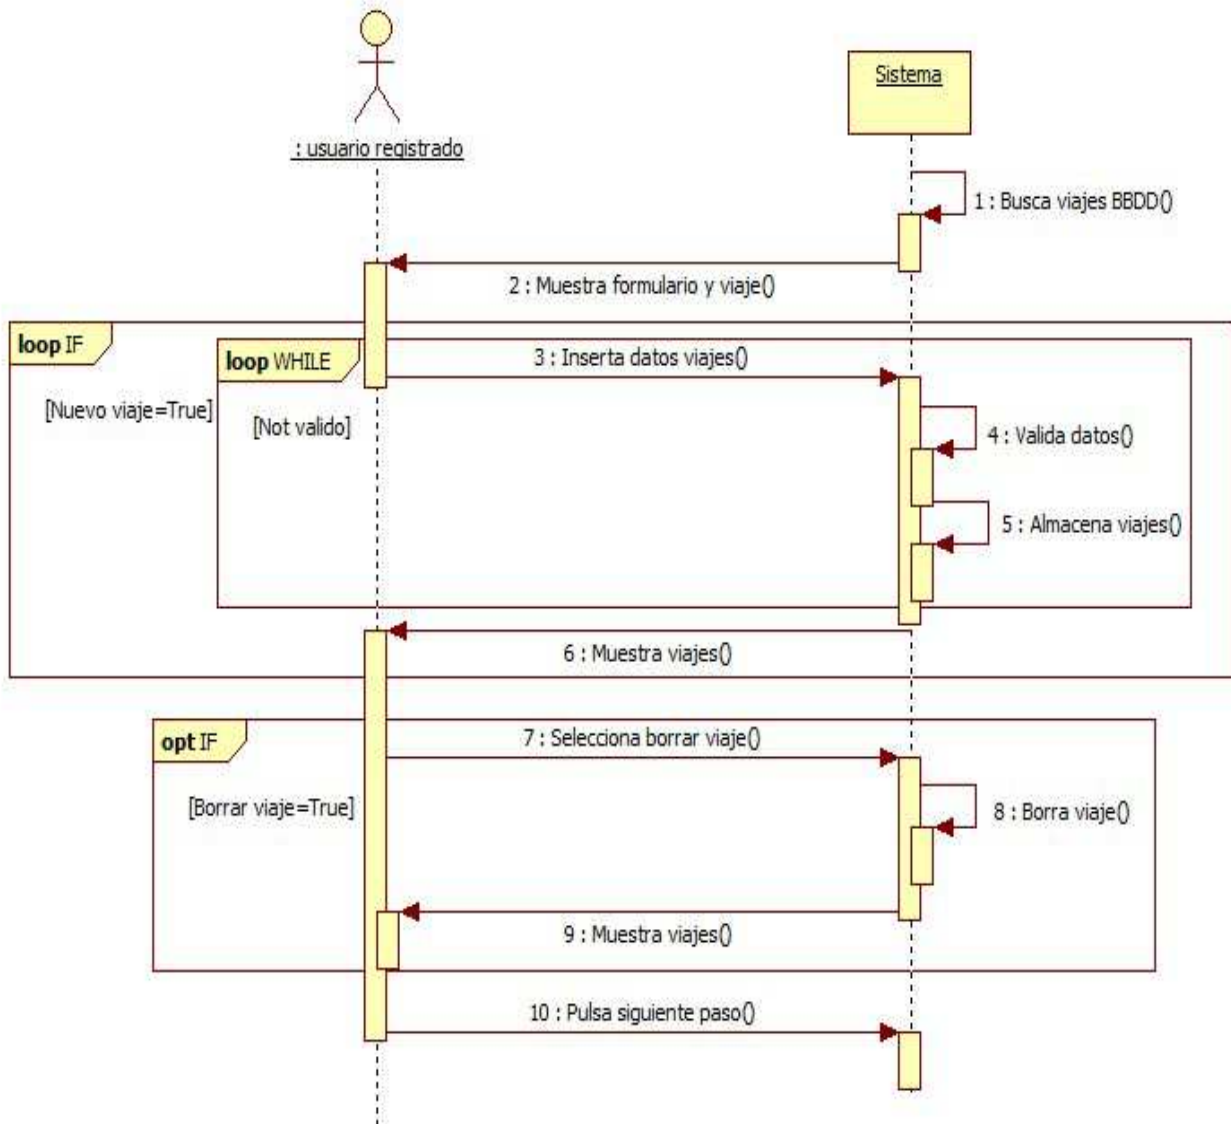 Sistema
: usuario registrado
1 : Busca viajes BBDD()
2 : Muestra formulario y viaje()
loop IF
loop WHILE
3 : Inserta datos viajes()
[Nuevo viaje=True]
[Not valido]
4 : Valida datos()
5 : Almacena viajes()
6 : Muestra viajes()
opt IF
7 : Selecciona borrar viaje()
[Borrar viaje=True]
8 : Borra viaje()
9 : Muestra viajes()
10 : Pulsa siguiente paso()